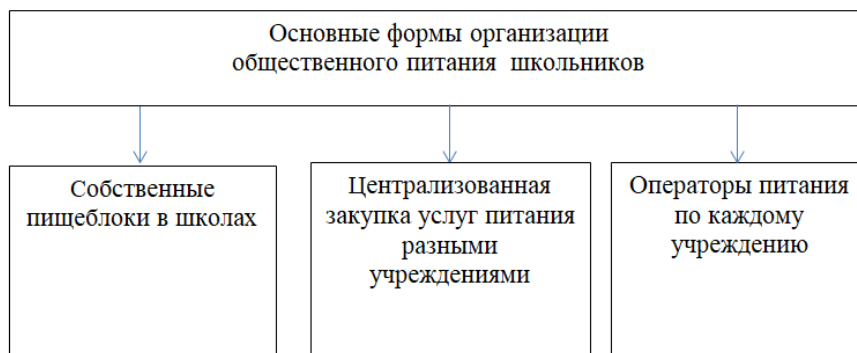 Основные формы организации
общественного питания школьников
Собственные
пищеблоки в школах
Централизованная
закупка услуг питания
разными
учреждениями
Операторы питания
по каждому
учреждению